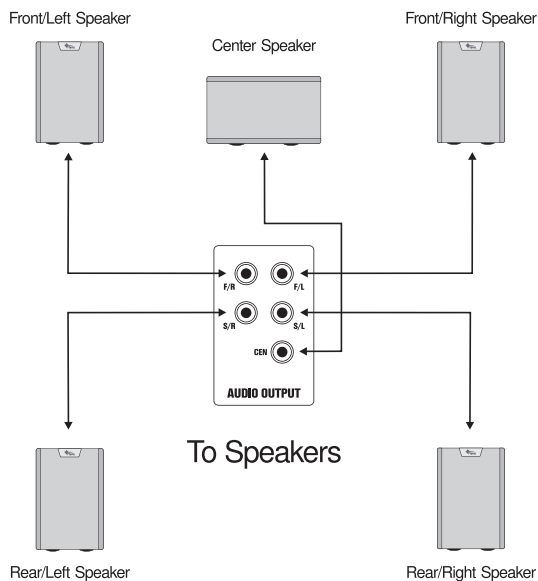 Front/Left Speaker
Center Speaker
Front/Right Speaker
F/R
F/L
S/R
S/L
CEN
AUDIO OUTPUT
To Speakers
Rear/Left Speaker
Rear/Right Speaker